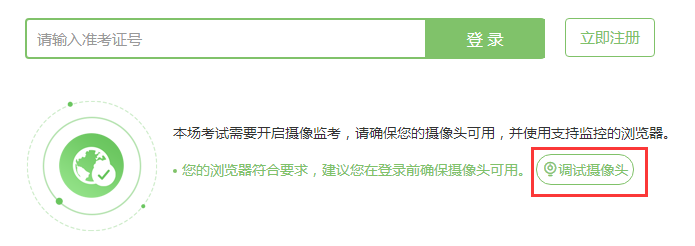 请输入准考证号
登录
立即注册
本场考试需要开启摄像监考，请确保您的摄像头可用，并使用支持监控的浏览器。
您的浏览器符合要求，建议您在登录前确保摄像头可用。 调试摄像头